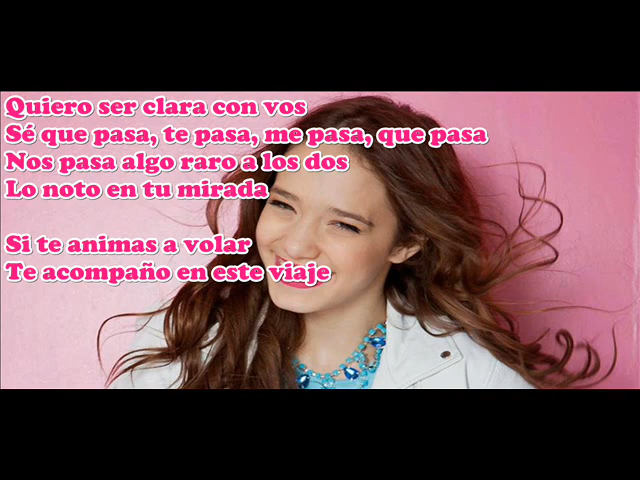 Quiero ser clara con vos
Sé que pasa, te pasa, me pasa, que pasa
Nos pasa algo raro a los dos
Lo noto en tu mirada
Si te animas a volar
Te acompaño en este viaje